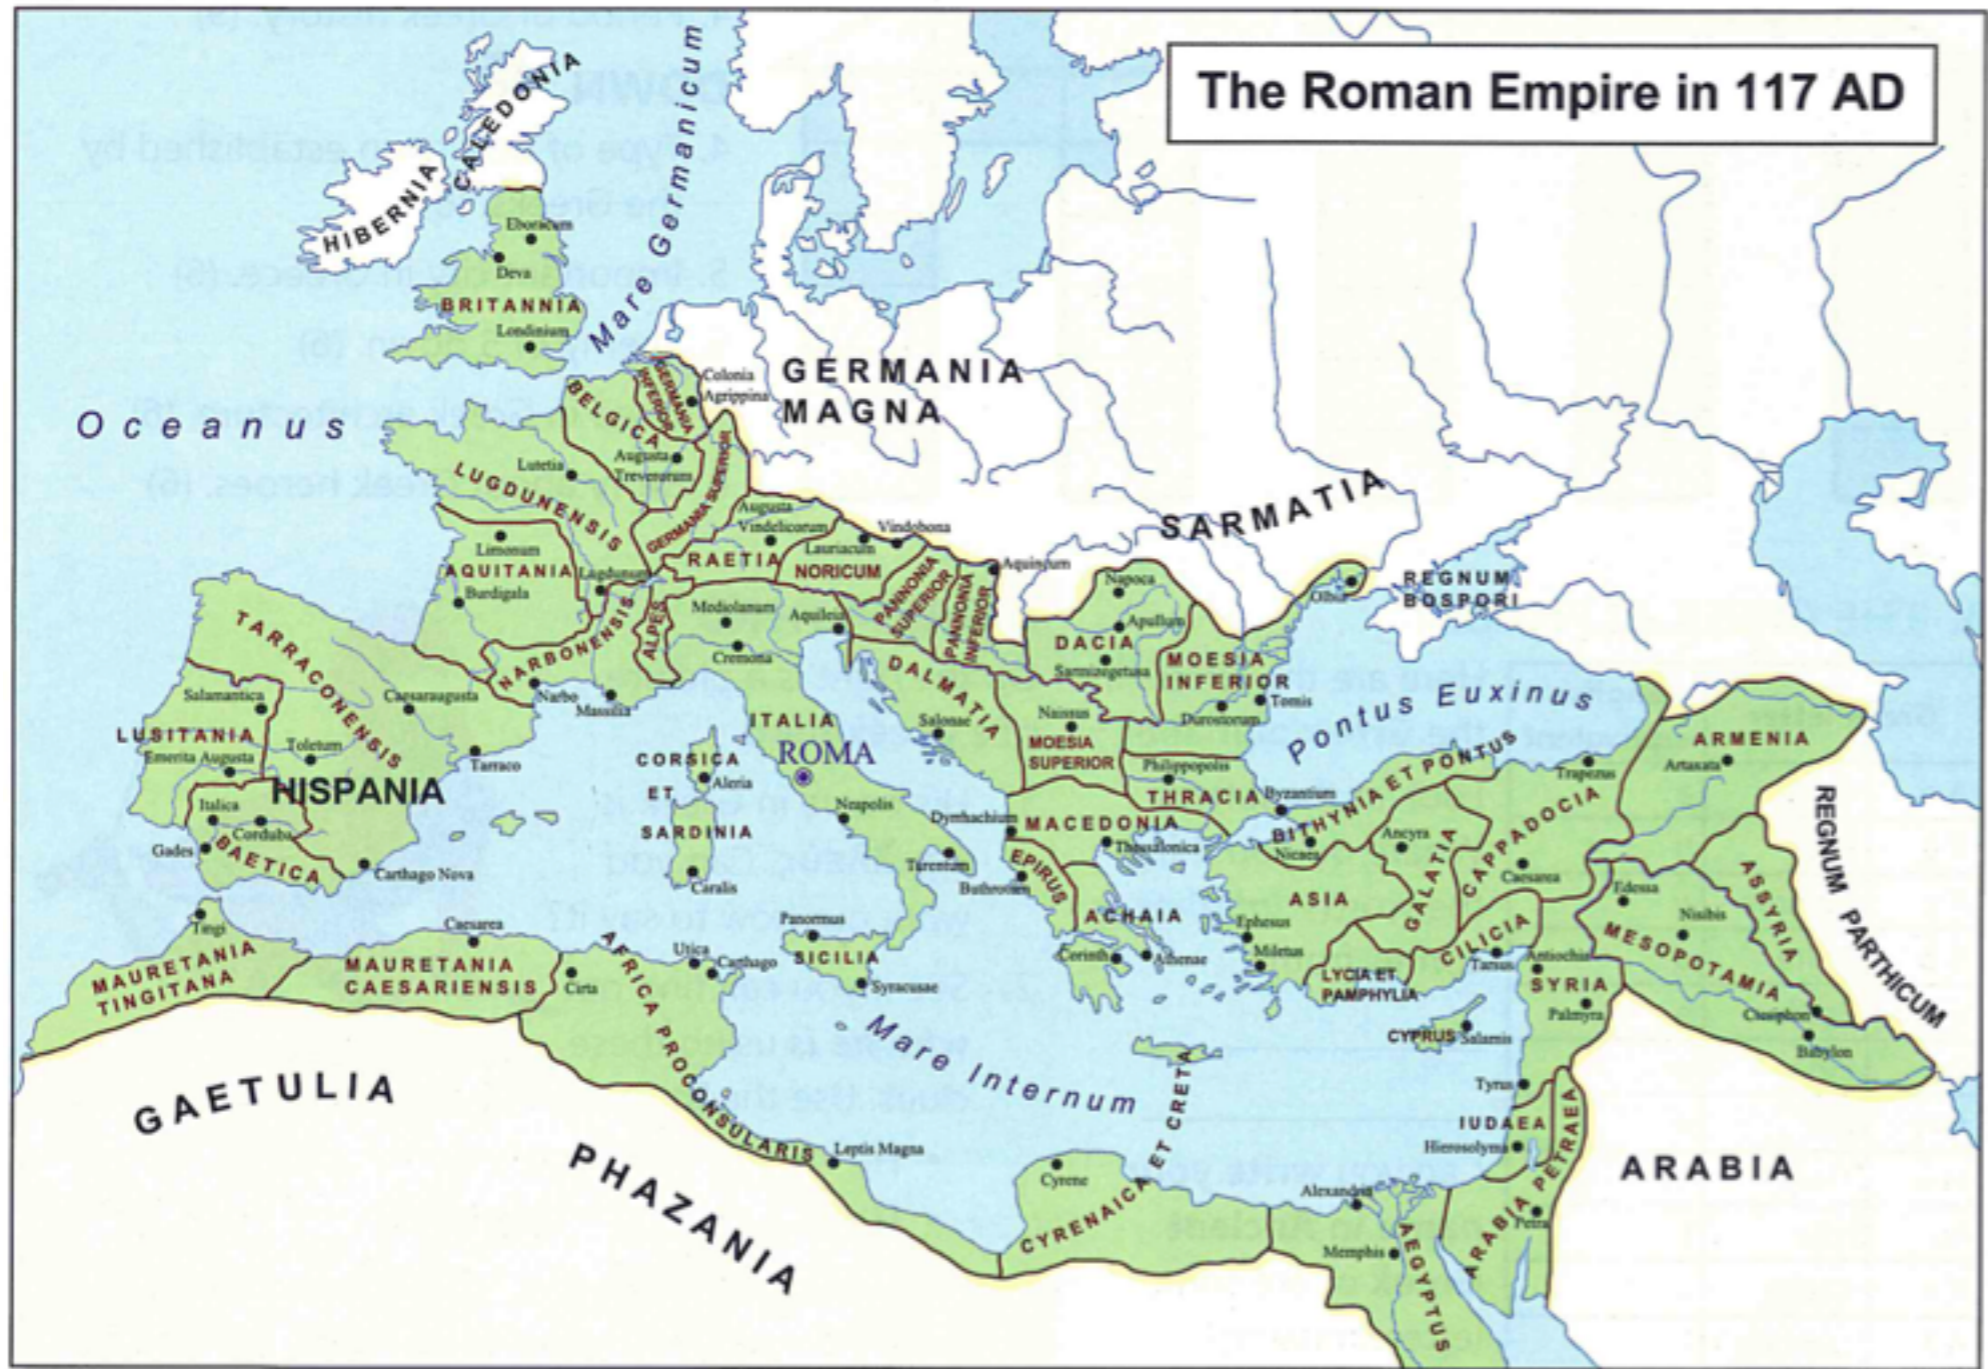 The Roman Empire in 117 AD
CALEDONIA
HIBERNIA
Mare Germanicum
Eboracum
Deva
BRITANNIA
Londinium
Oceanus
GERMANIA
MAGNA
GERMANIA
INFERIOR
Colonia
Agrippina
BELGICA
Augusta
Treverorum
Lutetia
LUGDUNENSIS
GERMANIA SUPERIOR
SARMATIA
Augusta
Vindelicorum
Vindobona
Lauriacum
RAETIA
NORICUM
Limonum
AQUITANIA
Lugdunum
Burdigala
PANNONIA
SUPERIOR
PANNONIA
INFERIOR
Aquincum
Napoca
Apullum
DACIA
Sarmizegetusa
Olbia
REGNUM
BOSPORI
MOESIA
INFERIOR
Tomis
Durostorum
NARBONENSIS
ALPES
Mediolanum
Aquileia
Cremona
DALMATIA
Salonae
Naissus
MOESIA
SUPERIOR
Pontus Euxinus
TARRACONENSIS
Salamantica
Caesaraugusta
Narbo
Massilia
LUSITANIA
Emerita Augusta
Toletum
Tarraco
HISPANIA
Italica
Corduba
Gades
BAETICA
Carthago Nova
ITALIA
ROMA
CORSICA
ET
SARDINIA
Aleria
Caralis
Neapolis
Turentum
Philippopolis
THRACIA
Byzantium
Dyrrhachium
MACEDONIA
Thessalonica
Buthrotum
EPIRUS
ACHAIA
Corinth
Athenae
BITHYNIA ET PONTUS
Nicaea
Ancyra
GALATIA
CAPPADOCIA
Caesarea
Trapezus
ARMENIA
Artaxata
REGNUM PARTHICUM
ASIA
Ephesus
Miletus
LYCIA ET
PAMPHYLIA
CILICIA
Tarsus
Antiochia
SYRIA
Palmyra
Edessa
Nisibis
MESOPOTAMIA
ASSYRIA
Ctesiphon
Babylon
CYPRUS
Salamis
Tyrus
IUDAEA
Hierosolyma
ARABIA PETRAEA
Petra
ARABIA
Tingi
MAURETANIA
TINGITANA
Caesarea
MAURETANIA
CAESARIENSIS
Cirta
AFRICA PROCONSULARIS
Utica
Carthago
Panormus
SICILIA
Syracusae
Mare Internum
GAETULIA
PHAZANIA
Leptis Magna
Cyrene
CYRENAICA ET CRETA
Alexandria
Memphis
AEGYPTUS